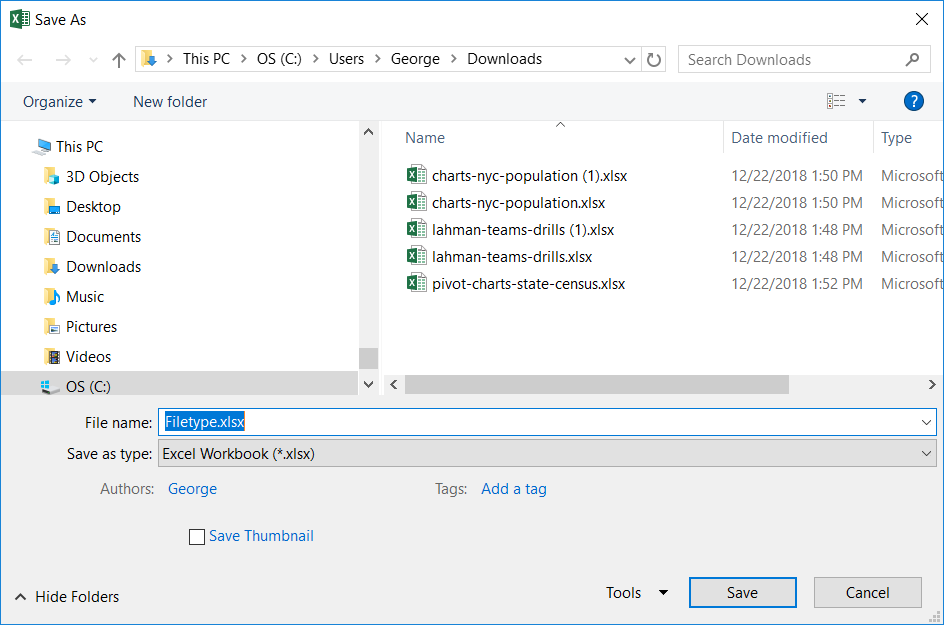 Save As
This PC > OS (C:) > Users > George > Downloads
Search Downloads
Organize
New folder
?
This PC
3D Objects
Desktop
Documents
Downloads
Music
Pictures
Videos
OS (C:)
Name Date modified Type
charts-nyc-population (1).xlsx 12/22/2018 1:50 PM Microsoft
charts-nyc-population.xlsx 12/22/2018 1:50 PM Microsoft
lahman-teams-drills (1).xlsx 12/22/2018 1:48 PM Microsoft
lahman-teams-drills.xlsx 12/22/2018 1:48 PM Microsoft
pivot-charts-state-census.xlsx 12/22/2018 1:52 PM Microsoft
File name: Filetype.xlsx
Save as type: Excel Workbook (*.xlsx)
Authors: George Tags: Add a tag
Save Thumbnail
Hide Folders
Tools
Save
Cancel